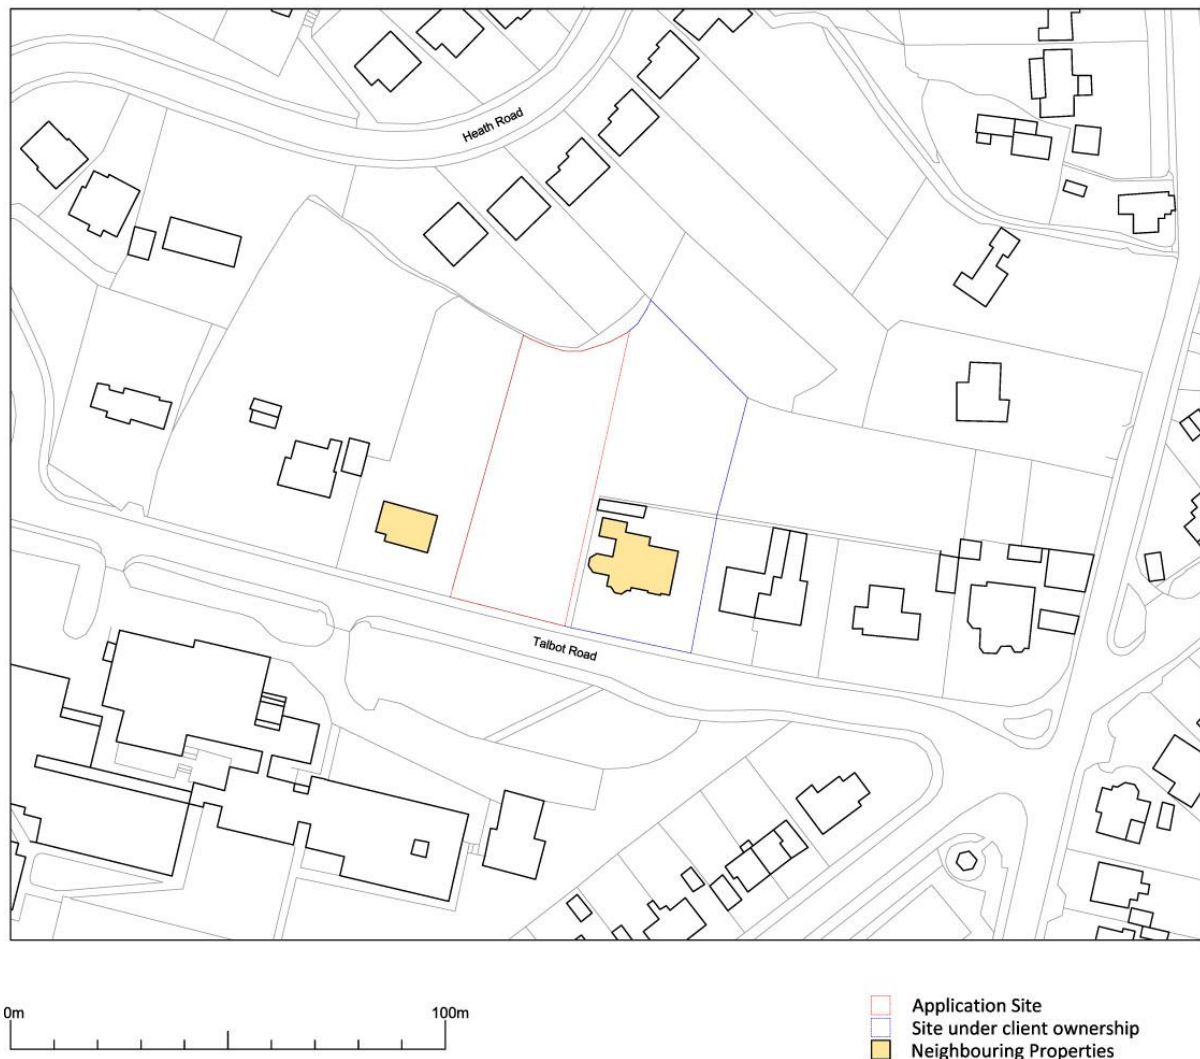 Heath Road
Talbot Road
0m
100m
Application Site
Site under client ownership
Neighbouring Properties